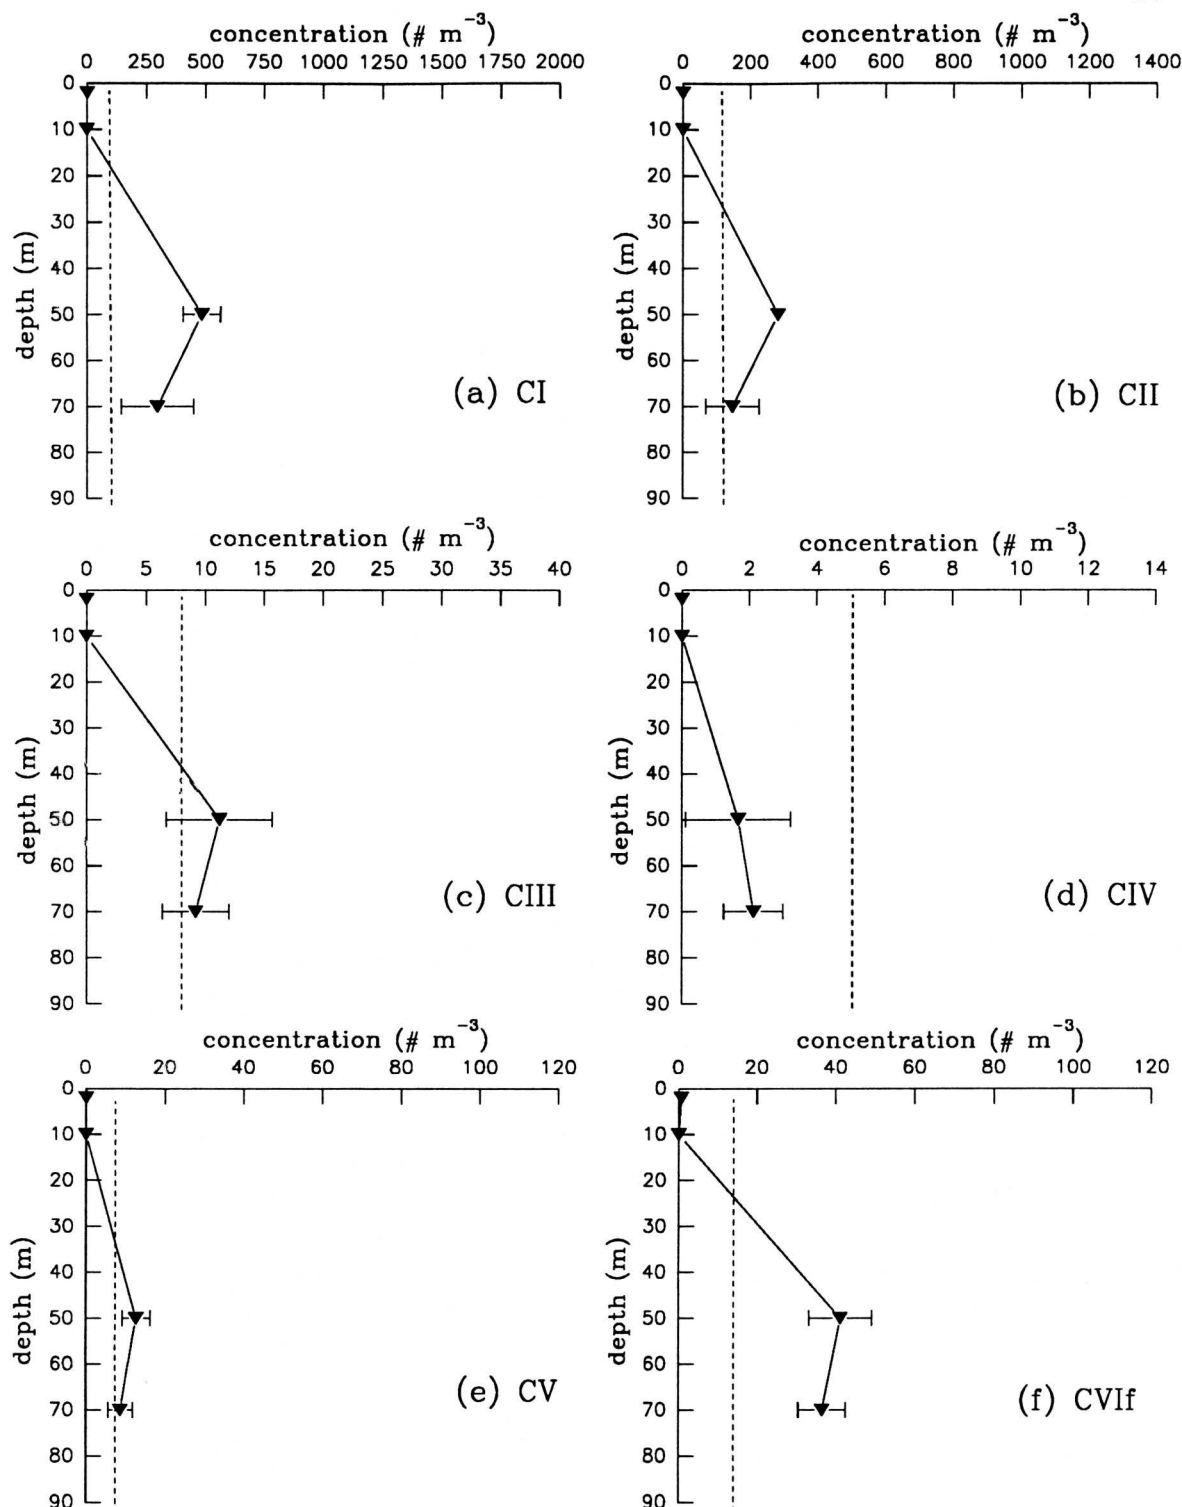 concentration (# m⁻³)
0 250 500 750 1000 1250 1500 1750 2000
0
10
20
30
40
50
60
70
80
90
depth (m)
(a) CI
concentration (# m⁻³)
0 200 400 600 800 1000 1200 1400
0
10
20
30
40
50
60
70
80
90
depth (m)
(b) CII
concentration (# m⁻³)
0 5 10 15 20 25 30 35 40
0
10
20
30
40
50
60
70
80
90
depth (m)
(c) CIII
concentration (# m⁻³)
0 2 4 6 8 10 12 14
0
10
20
30
40
50
60
70
80
90
depth (m)
(d) CIV
concentration (# m⁻³)
0 20 40 60 80 100 120
0
10
20
30
40
50
60
70
80
90
depth (m)
(e) CV
concentration (# m⁻³)
0 20 40 60 80 100 120
0
10
20
30
40
50
60
70
80
90
depth (m)
(f) CVIf